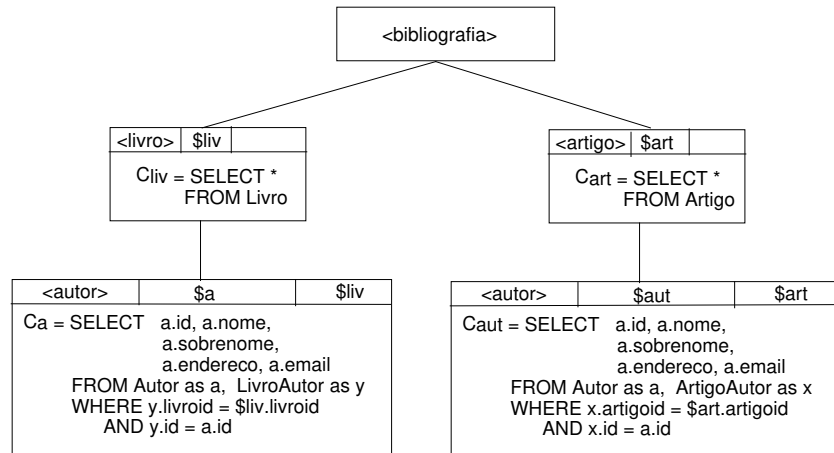 <bibliografia>
<livro> $liv
Cliv = SELECT *
FROM Livro
<artigo> $art
Cart = SELECT *
FROM Artigo
<autor> $a $liv
Ca = SELECT a.id, a.nome,
a.sobrenome,
a.endereco, a.email
FROM Autor as a, LivroAutor as y
WHERE y.livroid = $liv.livroid
AND y.id = a.id
<autor> $aut $art
Caut = SELECT a.id, a.nome,
a.sobrenome,
a.endereco, a.email
FROM Autor as a, ArtigoAutor as x
WHERE x.artigoid = $art.artigoid
AND x.id = a.id